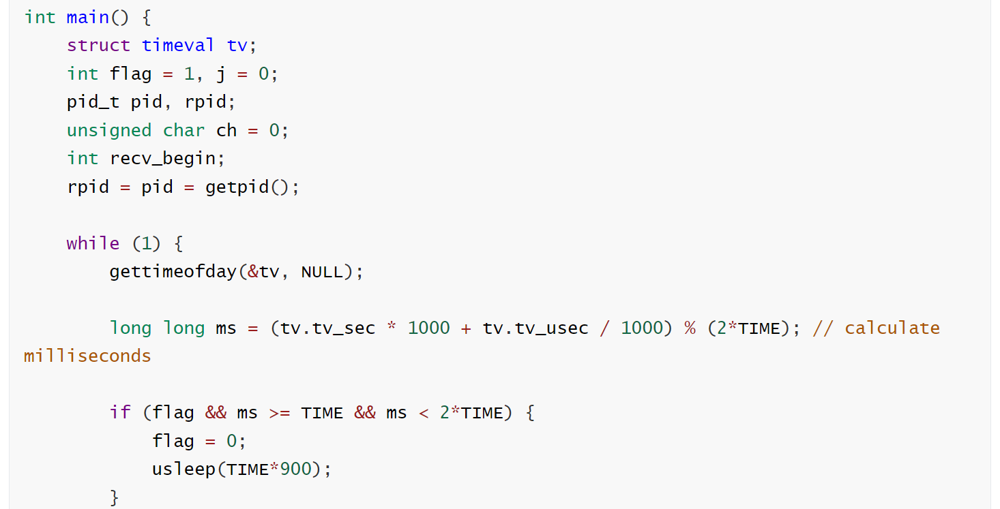 int main() {
    struct timeval tv;
    int flag = 1, j = 0;
    pid_t pid, rpid;
    unsigned char ch = 0;
    int recv_begin;
    rpid = pid = getpid();

    while (1) {
        gettimeofday(&tv, NULL);

        long long ms = (tv.tv_sec * 1000 + tv.tv_usec / 1000) % (2*TIME); // calculate
milliseconds

        if (flag && ms >= TIME && ms < 2*TIME) {
            flag = 0;
            usleep(TIME*900);
        }